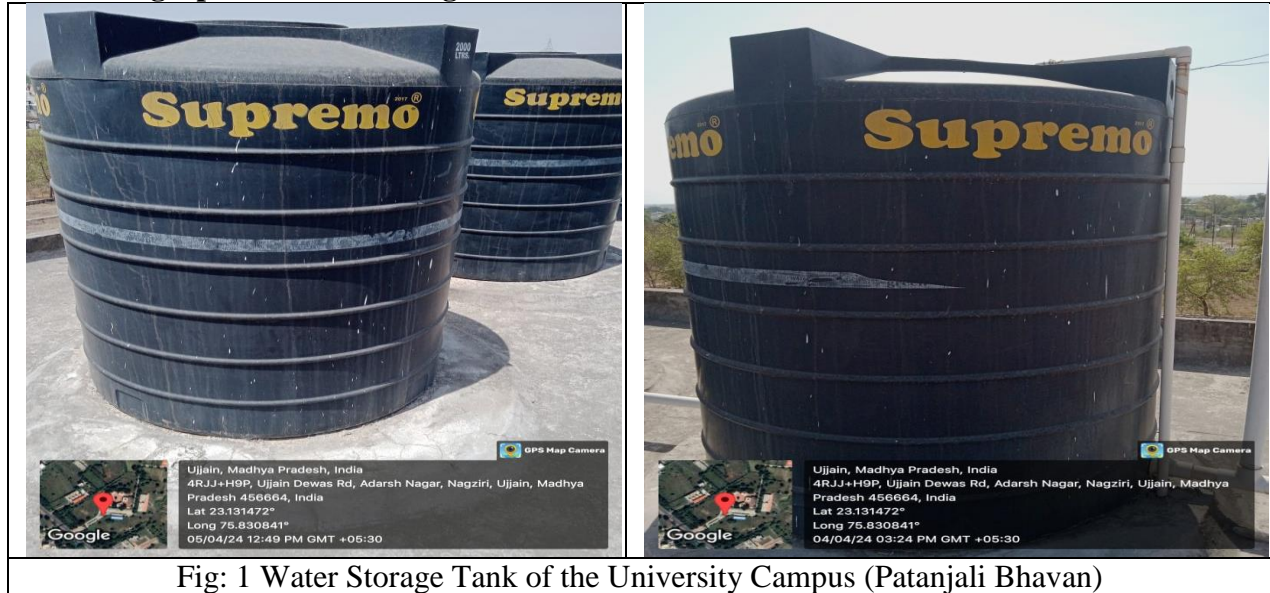 2000
LTRS.
Supremo®
2017
Suprem
GPS Map Camera
Google
Ujjain, Madhya Pradesh, India
4RJJ+H9P, Ujjain Dewas Rd, Adarsh Nagar, Nagziri, Ujjain, Madhya
Pradesh 456664, India
Lat 23.131472°
Long 75.830841°
05/04/24 12:49 PM GMT +05:30
emo®
Supremo®
2017
GPS Map Camera
Google
Ujjain, Madhya Pradesh, India
4RJJ+H9P, Ujjain Dewas Rd, Adarsh Nagar, Nagziri, Ujjain, Madhya
Pradesh 456664, India
Lat 23.131472°
Long 75.830841°
04/04/24 03:24 PM GMT +05:30
Fig: 1 Water Storage Tank of the University Campus (Patanjali Bhavan)